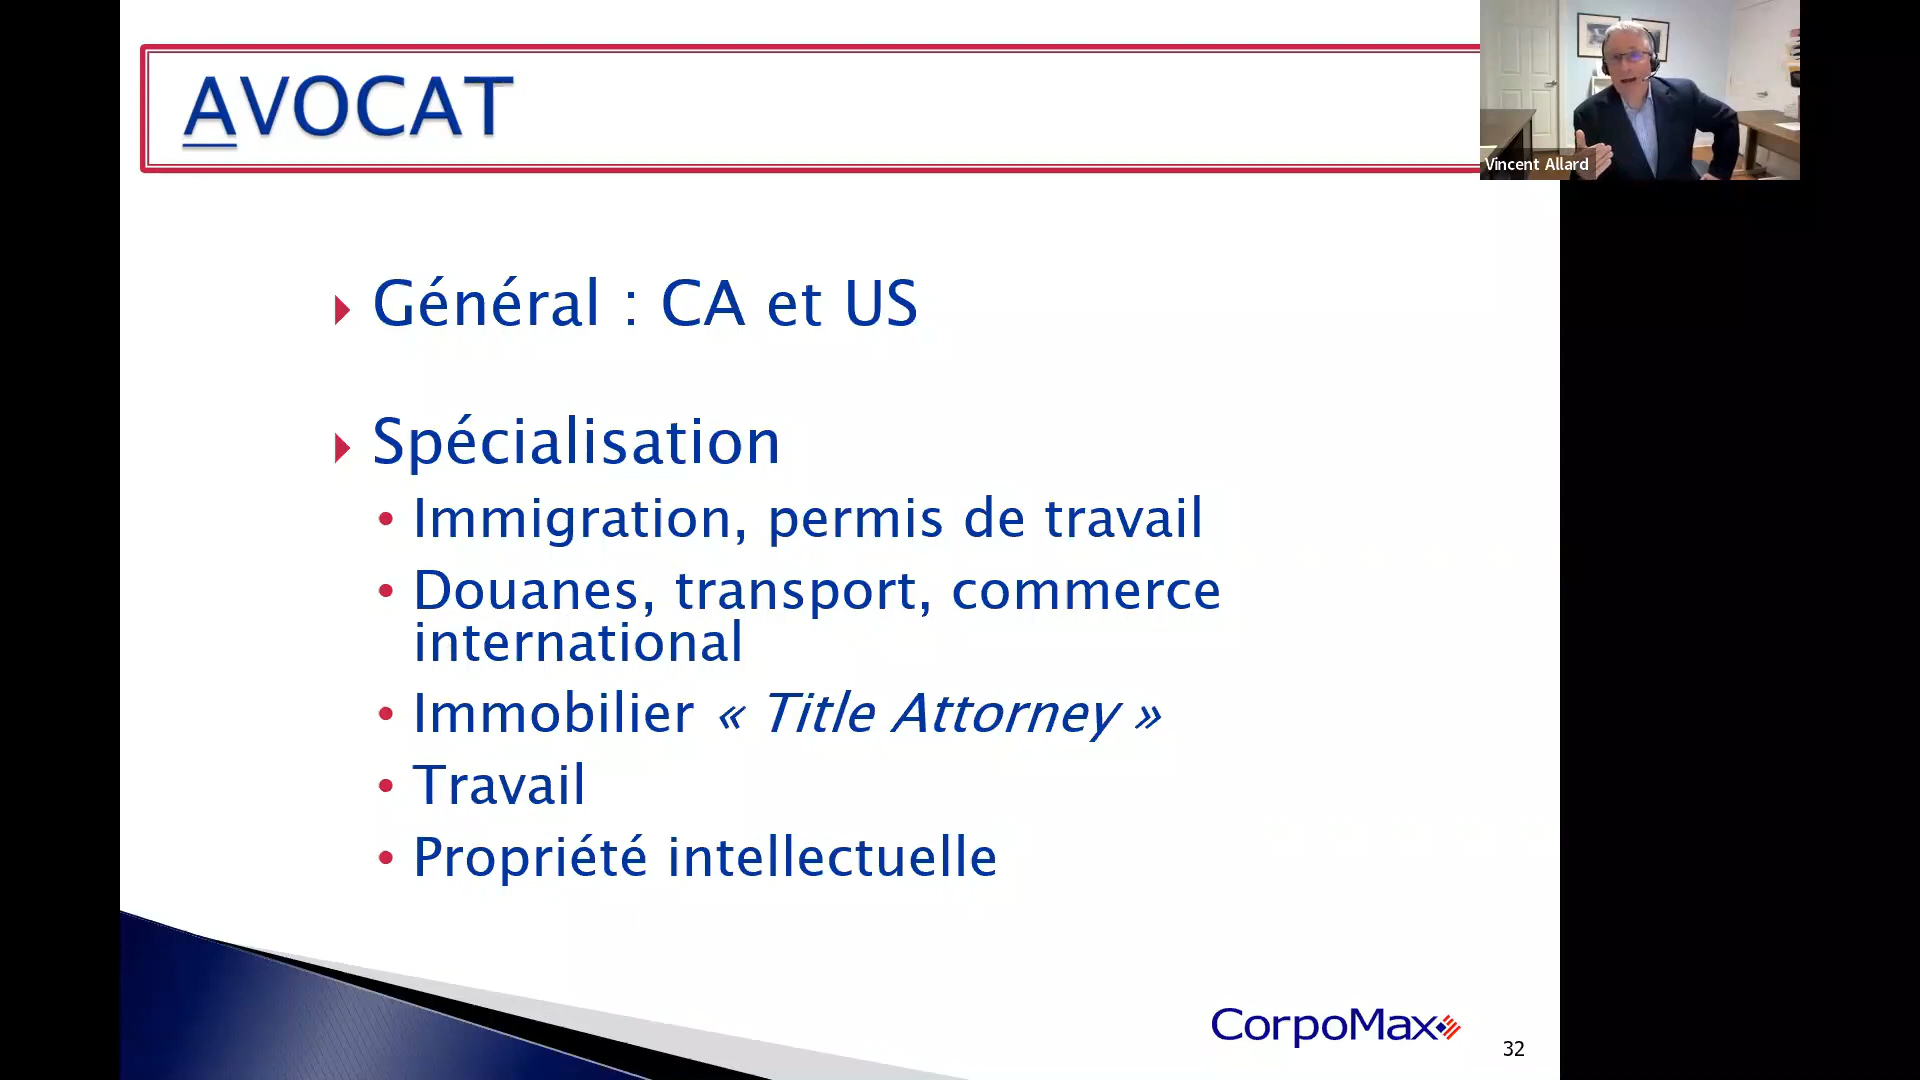 AVOCAT
Vincent Allard
Général : CA et US
Spécialisation
Immigration, permis de travail
Douanes, transport, commerce
international
Immobilier « Title Attorney »
Travail
Propriété intellectuelle
CorpoMax
32